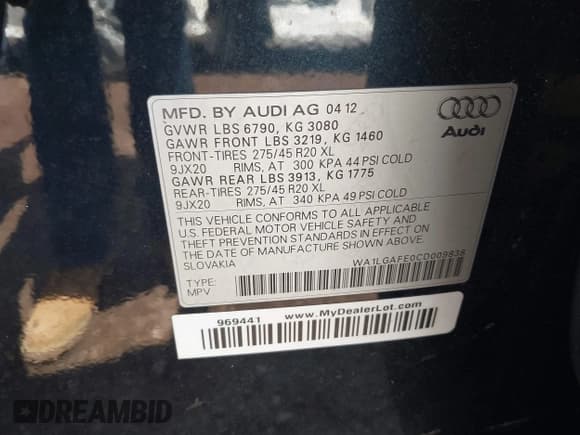 MFD. BY AUDI AG 04 12
GVWR LBS 6790, KG 3080
GAWR FRONT LBS 3219, KG 1460
FRONT-TIRES 275/45 R20 XL
9JX20 RIMS, AT 300 KPA 44 PSI COLD
GAWR REAR LBS 3913, KG 1775
REAR-TIRES 275/45 R20 XL
9JX20 RIMS, AT 340 KPA 49 PSI COLD
THIS VEHICLE CONFORMS TO ALL APPLICABLE
U.S. FEDERAL MOTOR VEHICLE SAFETY AND
THEFT PREVENTION STANDARDS IN EFFECT ON
THE DATE OF MANUFACTURE SHOWN ABOVE.
SLOVAKIA
Audi
TYPE:
MPV
WA1LGAFE0CD009838
969441
www.MyDealerLot.com
DREAMBID